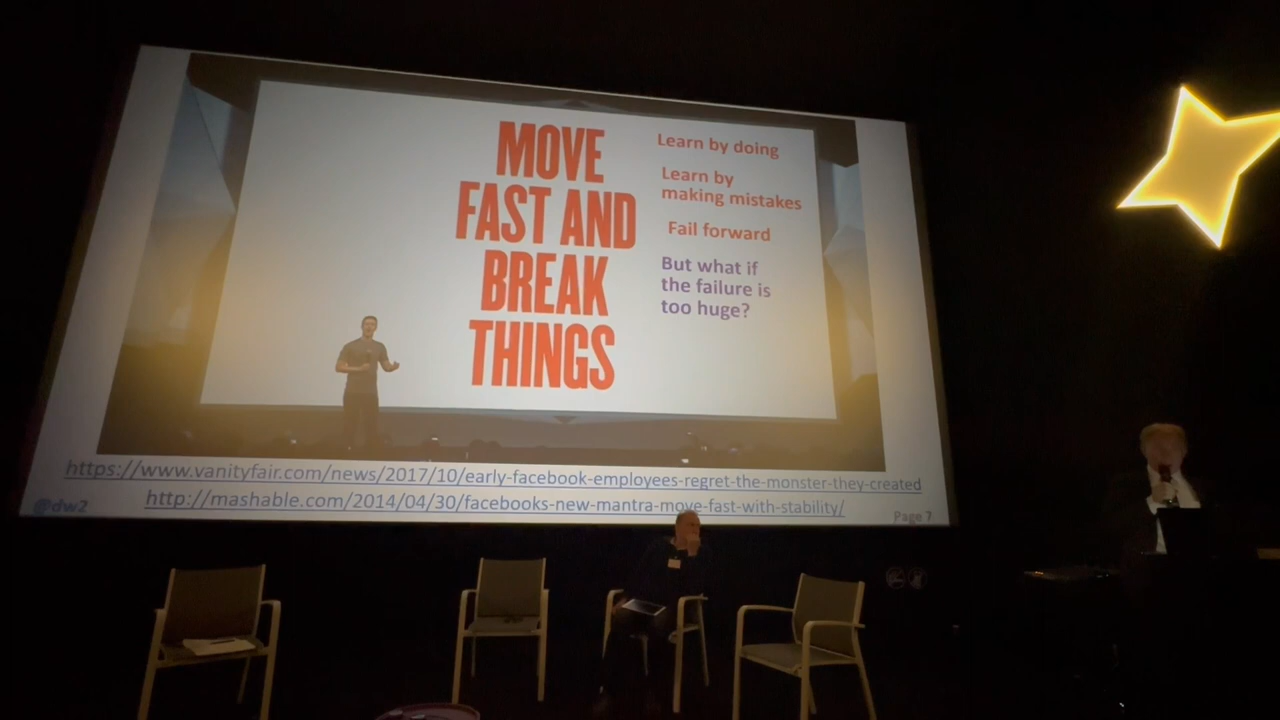 MOVE
FAST AND
BREAK
THINGS
Learn by doing
Learn by
making mistakes
Fail forward
But what if
the failure is
too huge?
https://www.vanityfair.com/news/2017/10/early-facebook-employees-regret-the-monster-they-created
http://mashable.com/2014/04/30/facebooks-new-mantra-move-fast-with-stability/
@dw2
Page 7